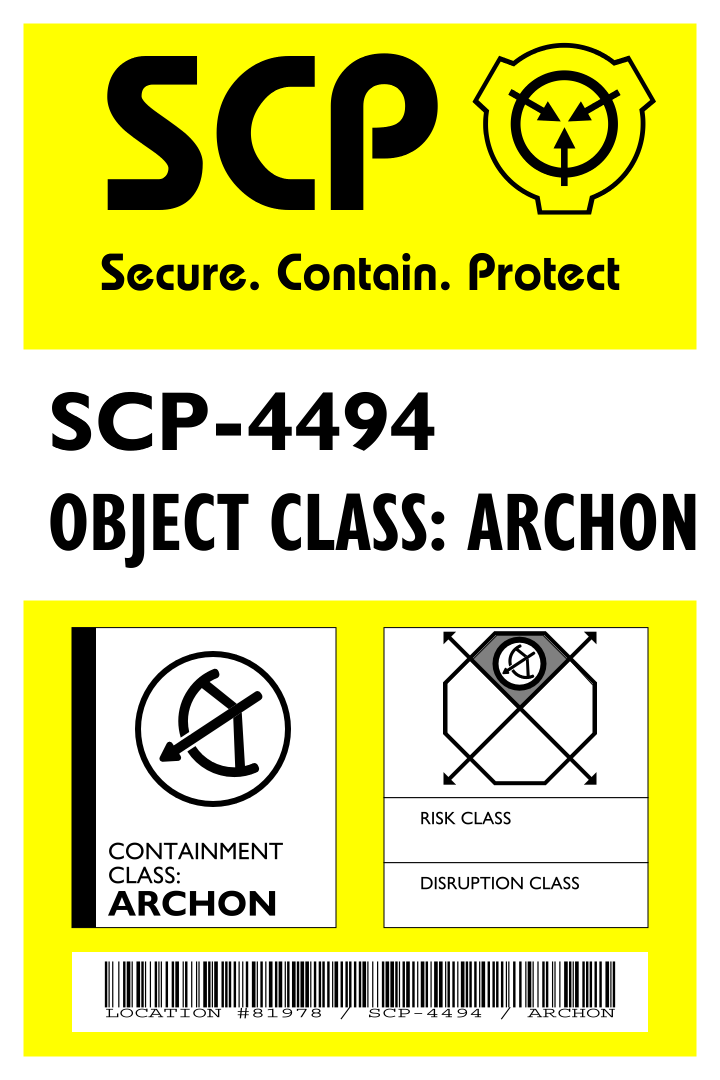 SCP
Secure. Contain. Protect
SCP-4494
OBJECT CLASS: ARCHON
CONTAINMENT
CLASS:
ARCHON
RISK CLASS
DISRUPTION CLASS
LOCATION #81978 / SCP-4494 / ARCHON